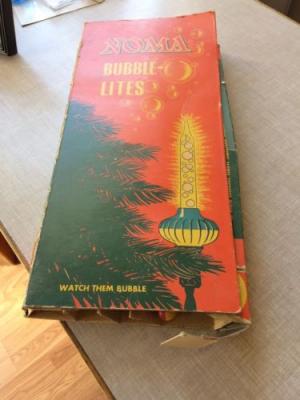 NOMA
BUBBLE-
LITES
WATCH THEM BUBBLE